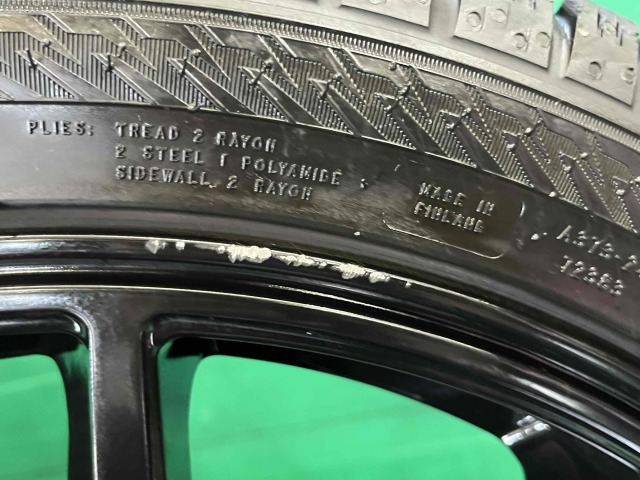 PLIES: TREAD 2 RAYON
2 STEEL 1 POLYAMIDE ;
SIDEWALL 2 RAYON
MADE IN
FINLAND